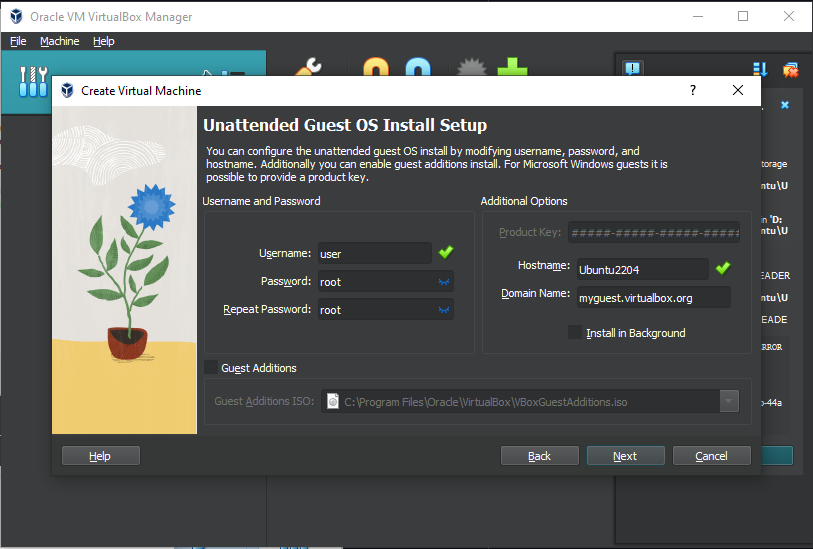 Oracle VM VirtualBox Manager
File Machine Help
Create Virtual Machine
?
Unattended Guest OS Install Setup
You can configure the unattended guest OS install by modifying username, password, and
hostname. Additionally you can enable guest additions install. For Microsoft Windows guests it is
possible to provide a product key.
Username and Password
Username: user
Password: root
Repeat Password: root
Additional Options
Product Key: #####-#####-#####-#####
Hostname: Ubuntu2204
Domain Name: myguest.virtualbox.org
Install in Background
Guest Additions
Guest Additions ISO: C:\Program Files\Oracle\VirtualBox\VBoxGuestAdditions.iso
Help Back Next Cancel
torage
ntu\U
n 'D:
ntu\U
EADER
ntu\U
EADE
RROR
-44a